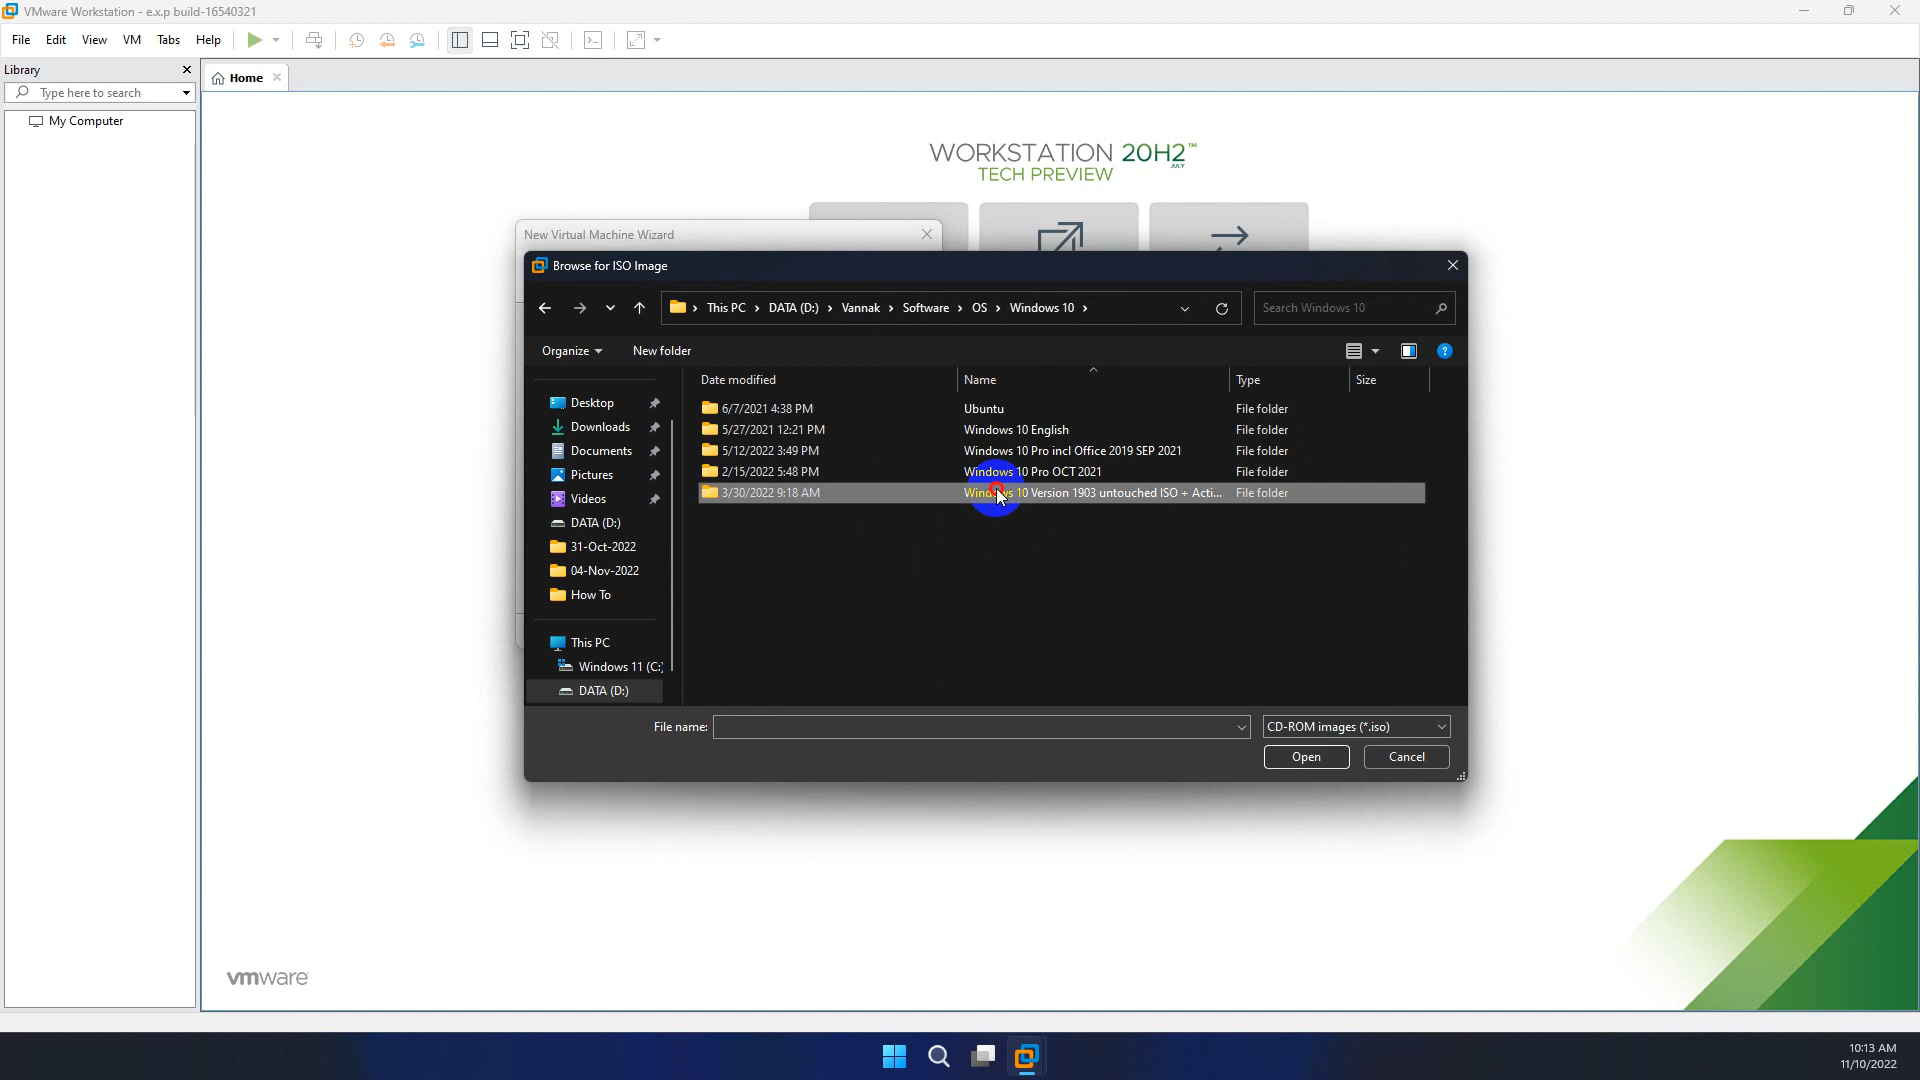 VMware Workstation - e.x.p build-16540321
File Edit View VM Tabs Help
Library
Home
Type here to search
My Computer
WORKSTATION 20H2™
JULY
TECH PREVIEW
New Virtual Machine Wizard
Browse for ISO Image
This PC > DATA (D:) > Vannak > Software > OS > Windows 10 >
Search Windows 10
Organize New folder
Date modified Name Type Size
6/7/2021 4:38 PM Ubuntu File folder
5/27/2021 12:21 PM Windows 10 English File folder
5/12/2022 3:49 PM Windows 10 Pro incl Office 2019 SEP 2021 File folder
2/15/2022 5:48 PM Windows 10 Pro OCT 2021 File folder
3/30/2022 9:18 AM Windows 10 Version 1903 untouched ISO + Acti... File folder
Desktop
Downloads
Documents
Pictures
Videos
DATA (D:)
31-Oct-2022
04-Nov-2022
How To
This PC
Windows 11 (C:)
DATA (D:)
File name: CD-ROM images (*.iso)
Open Cancel
vmware
10:13 AM
11/10/2022